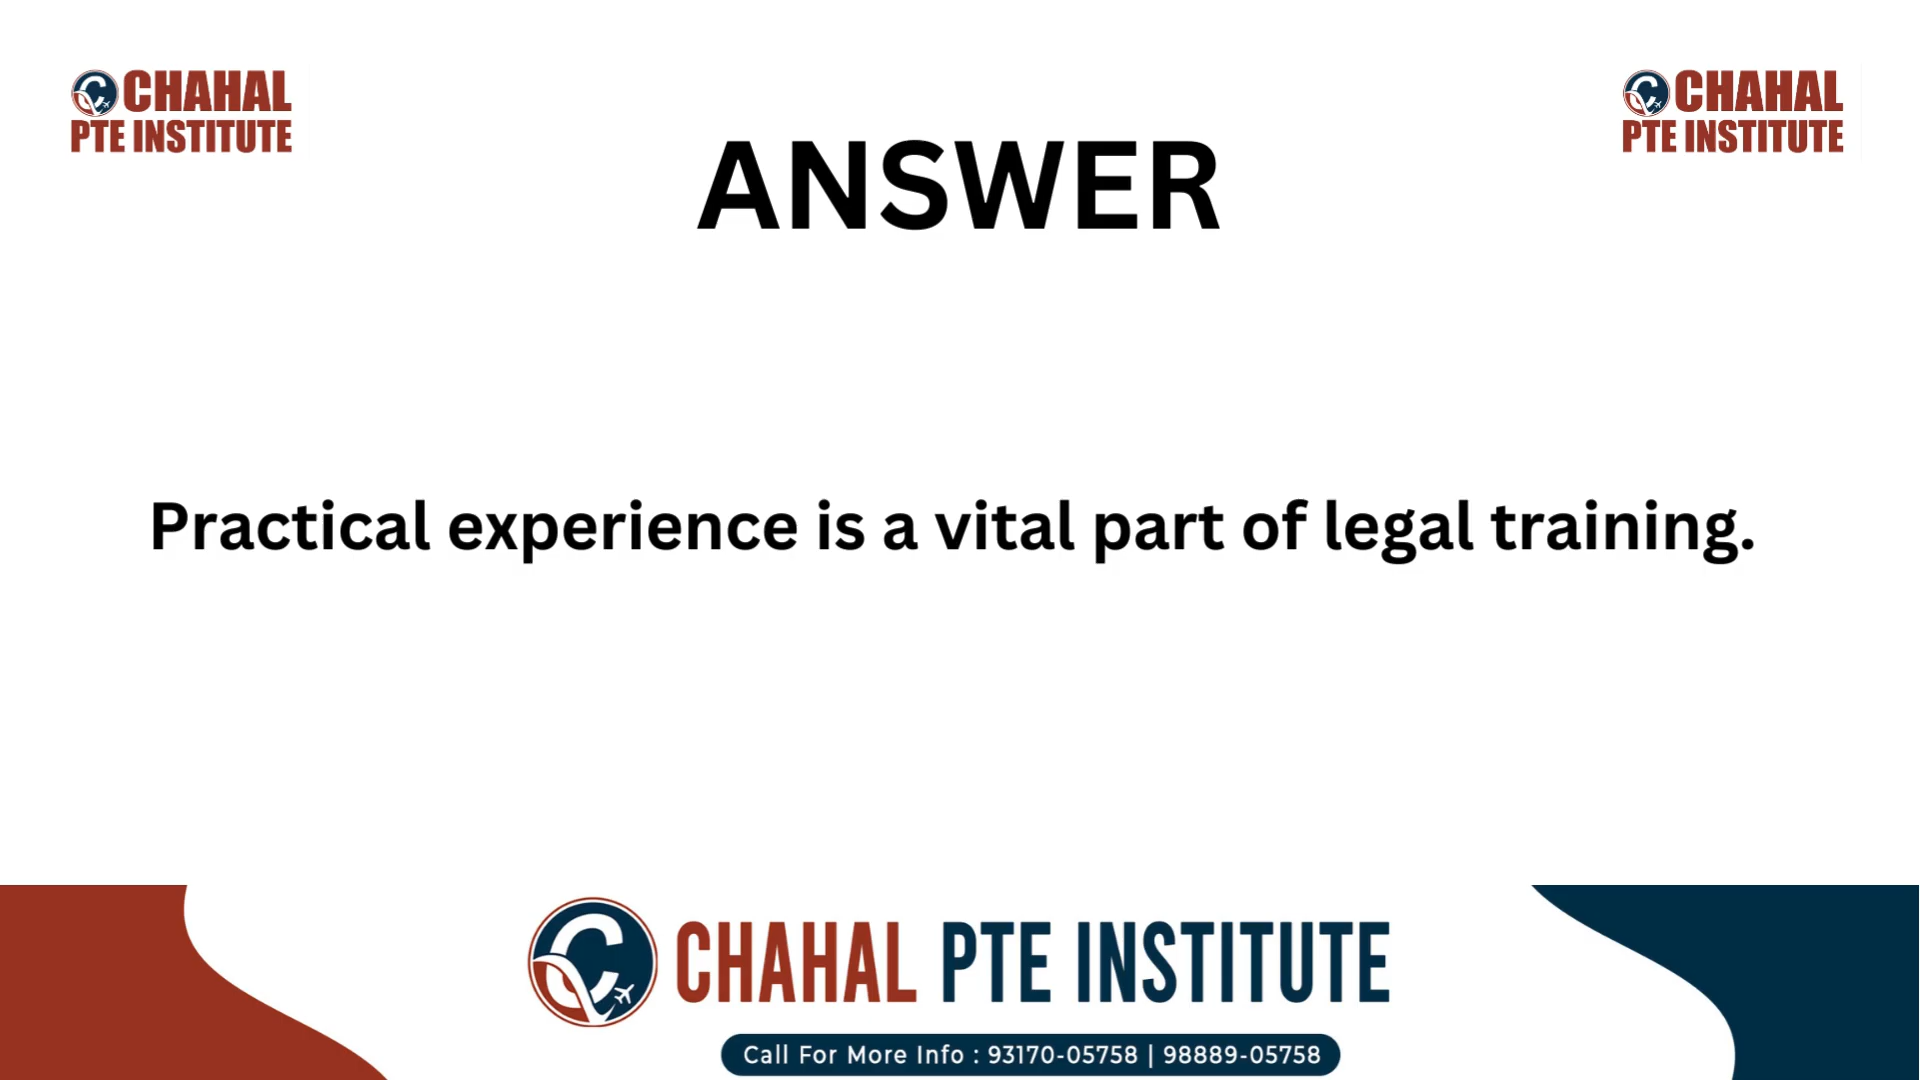 CHAHAL
PTE INSTITUTE
CHAHAL
PTE INSTITUTE
ANSWER
Practical experience is a vital part of legal training.
CHAHAL PTE INSTITUTE
Call For More Info : 93170-05758 | 98889-05758